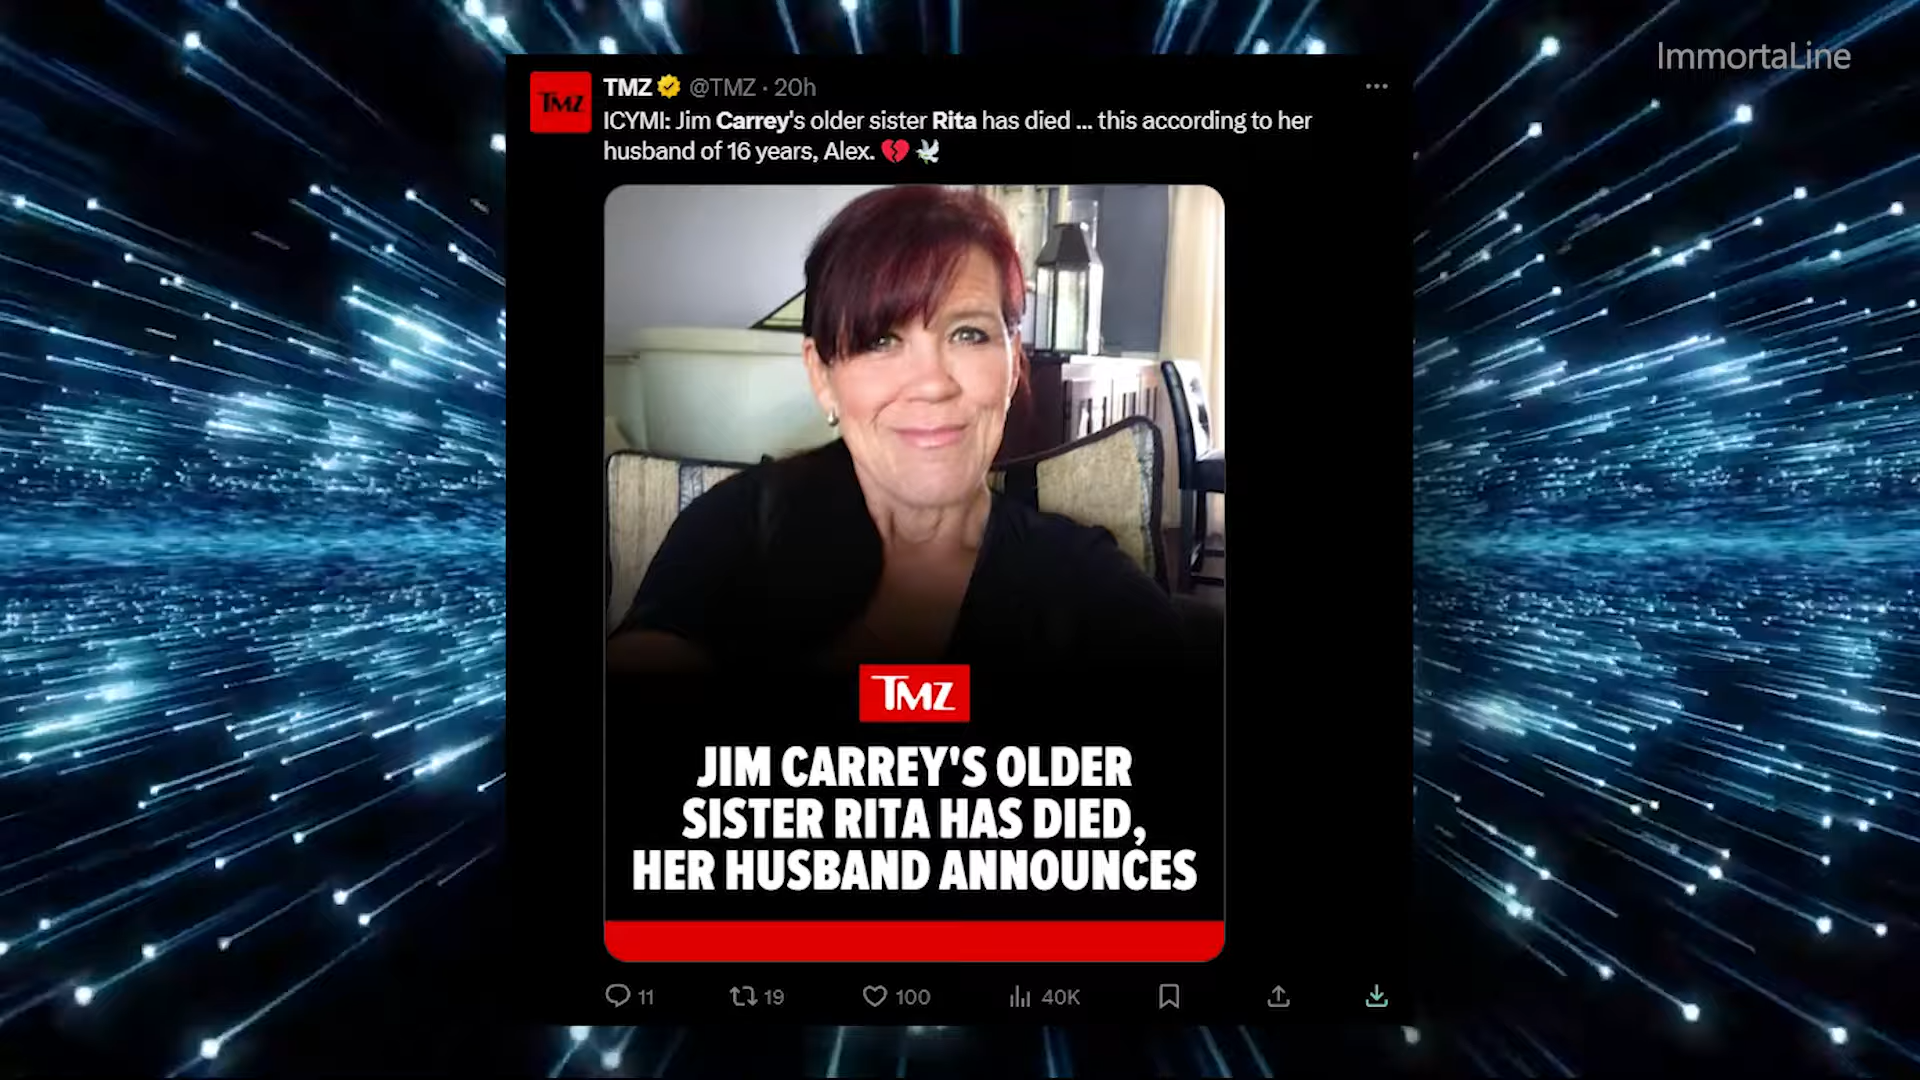 ImmortaLine
TMZ
TMZ @TMZ · 20h
ICYMI: Jim Carrey's older sister Rita has died ... this according to her
husband of 16 years, Alex. 💔 🕊
TMZ
JIM CARREY'S OLDER
SISTER RITA HAS DIED,
HER HUSBAND ANNOUNCES
11 19 100 40K